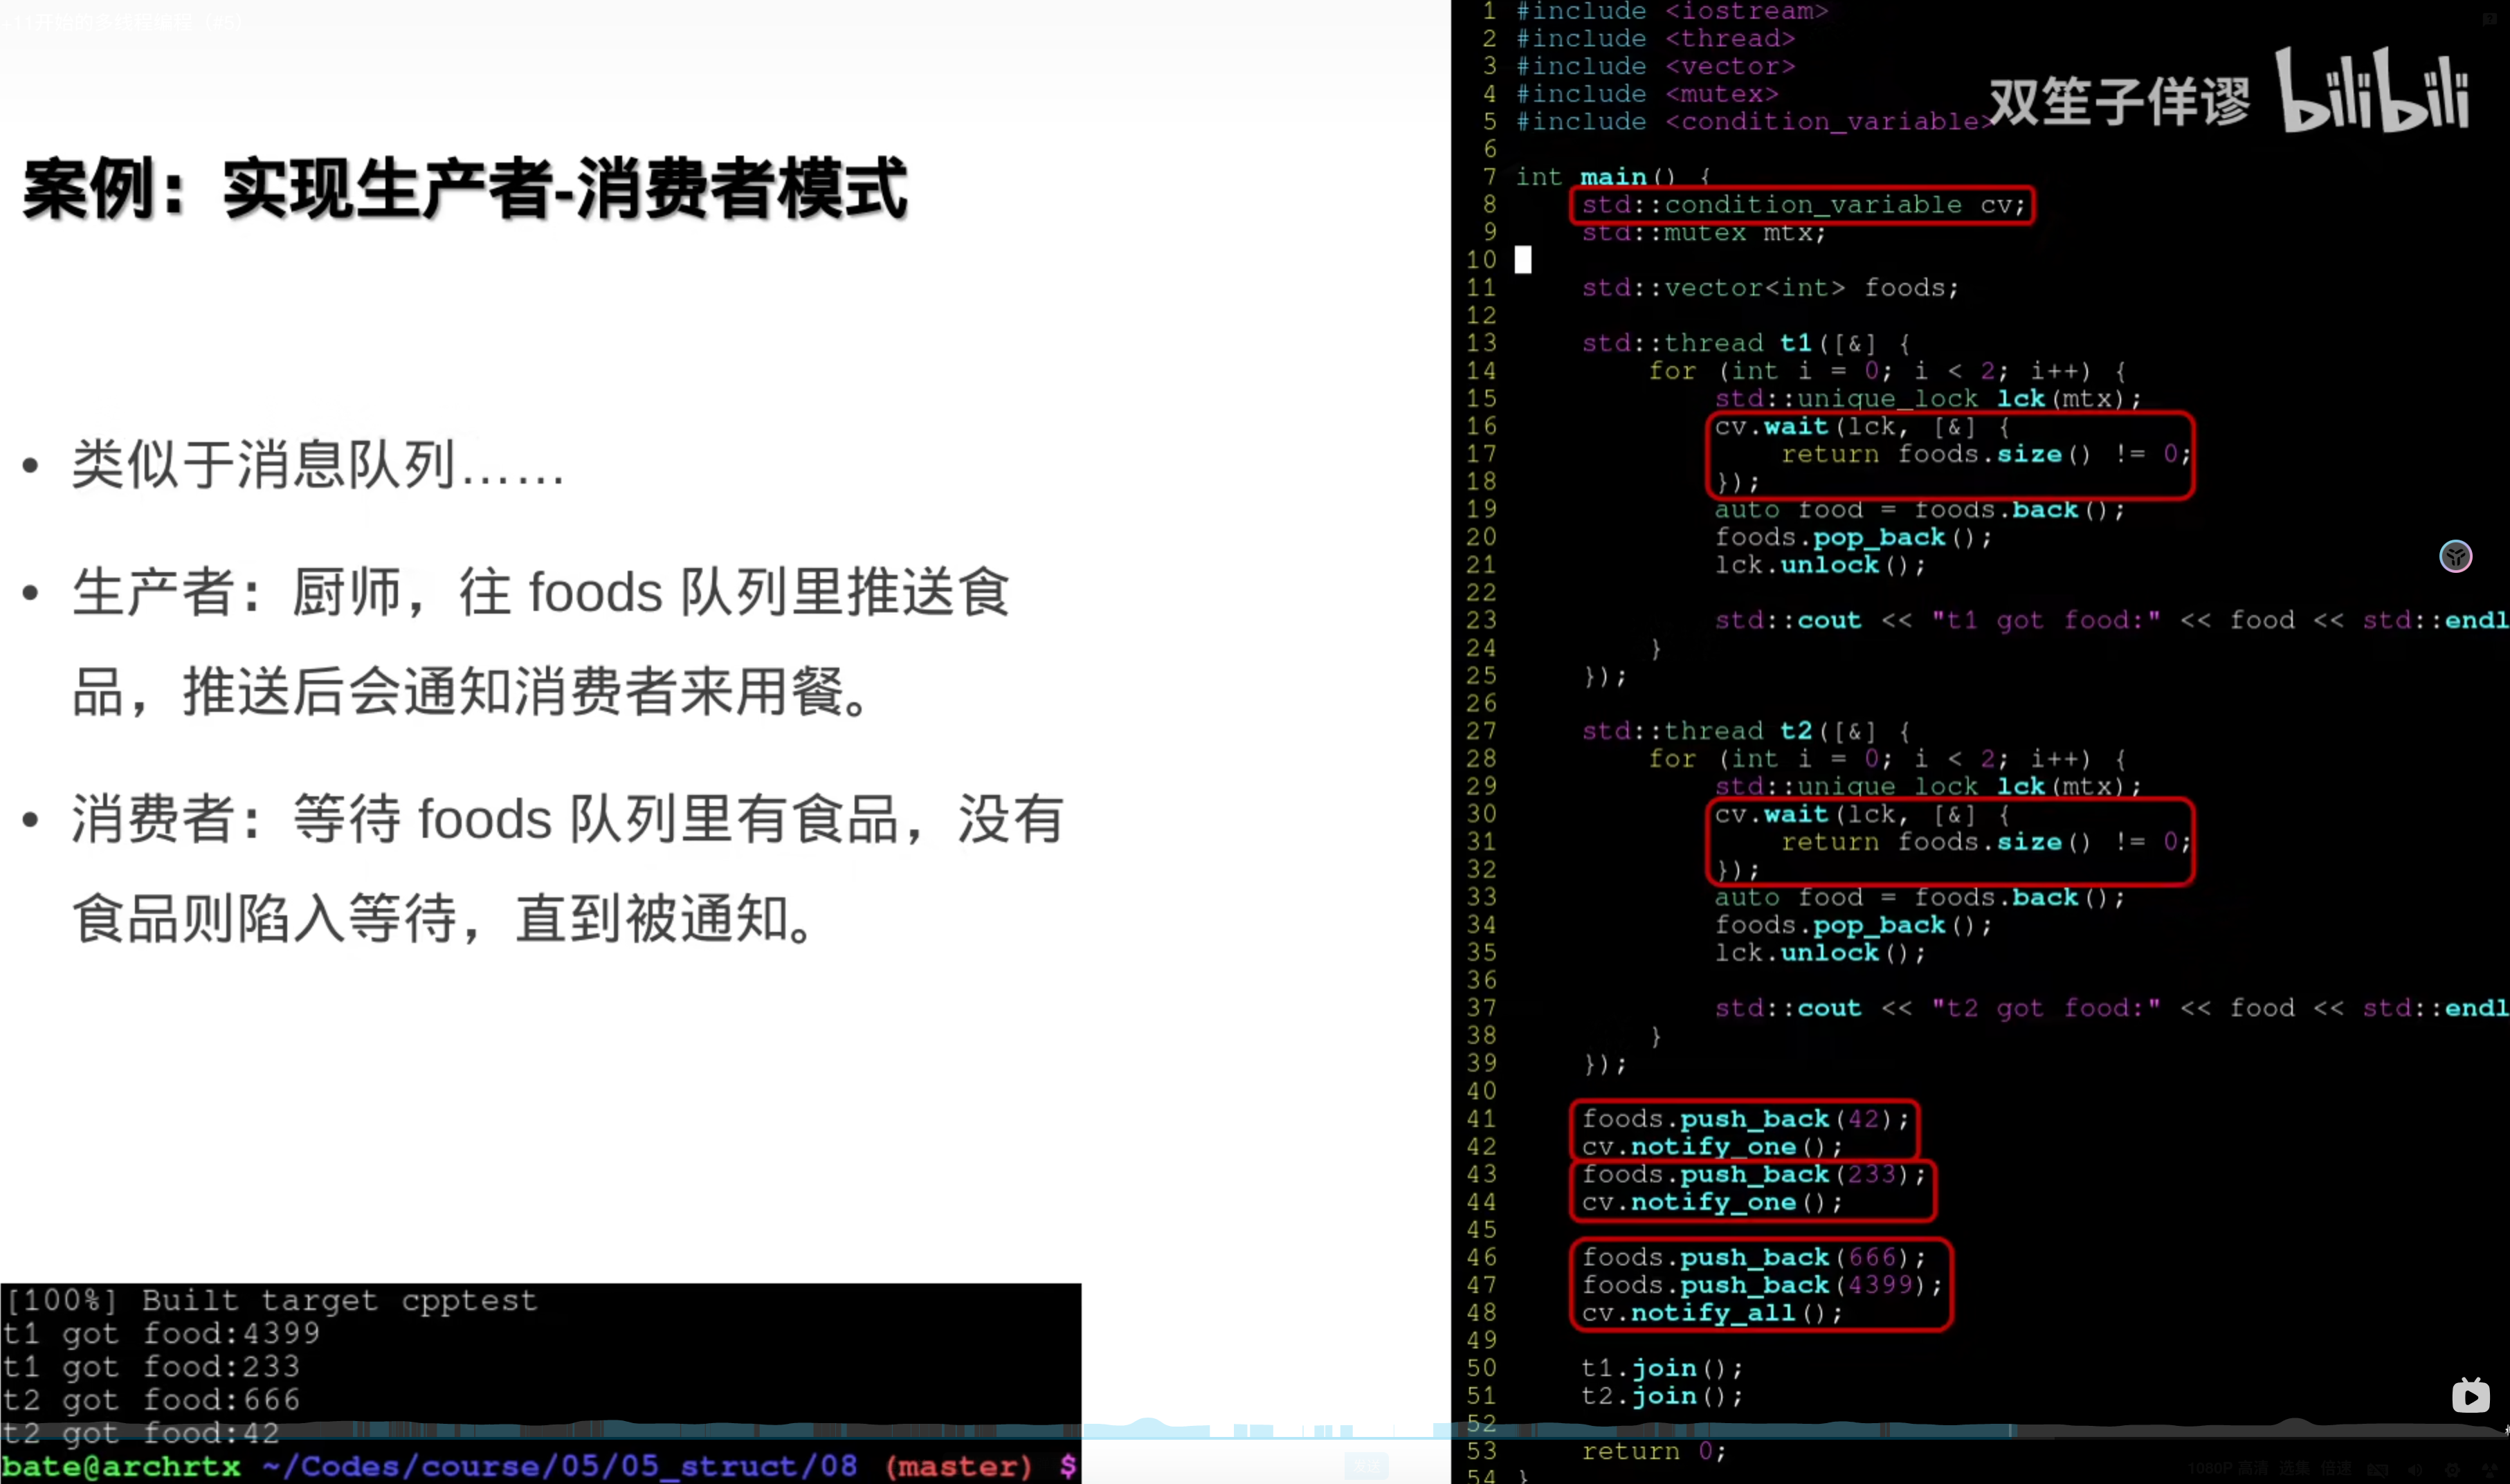 案例：实现生产者-消费者模式
• 类似于消息队列……
• 生产者：厨师，往 foods 队列里推送食
品，推送后会通知消费者来用餐。
• 消费者：等待 foods 队列里有食品，没有
食品则陷入等待，直到被通知。
[100%] Built target cpptest
t1 got food:4399
t1 got food:233
t2 got food:666
t2 got food:42
bate@archrtx ~/Codes/course/05/05_struct/08 (master) $
双笙子佯谬 bilibili
1 #include <iostream>
2 #include <thread>
3 #include <vector>
4 #include <mutex>
5 #include <condition_variable>
6
7 int main() {
8 std::condition_variable cv;
9 std::mutex mtx;
10
11 std::vector<int> foods;
12
13 std::thread t1([&] {
14 for (int i = 0; i < 2; i++) {
15 std::unique_lock lck(mtx);
16 cv.wait(lck, [&] {
17 return foods.size() != 0;
18 });
19 auto food = foods.back();
20 foods.pop_back();
21 lck.unlock();
22
23 std::cout << "t1 got food:" << food << std::endl
24 }
25 });
26
27 std::thread t2([&] {
28 for (int i = 0; i < 2; i++) {
29 std::unique_lock lck(mtx);
30 cv.wait(lck, [&] {
31 return foods.size() != 0;
32 });
33 auto food = foods.back();
34 foods.pop_back();
35 lck.unlock();
36
37 std::cout << "t2 got food:" << food << std::endl
38 }
39 });
40
41 foods.push_back(42);
42 cv.notify_one();
43 foods.push_back(233);
44 cv.notify_one();
45
46 foods.push_back(666);
47 foods.push_back(4399);
48 cv.notify_all();
49
50 t1.join();
51 t2.join();
52
53 return 0;
54 }
1080P 高清 选集 倍速